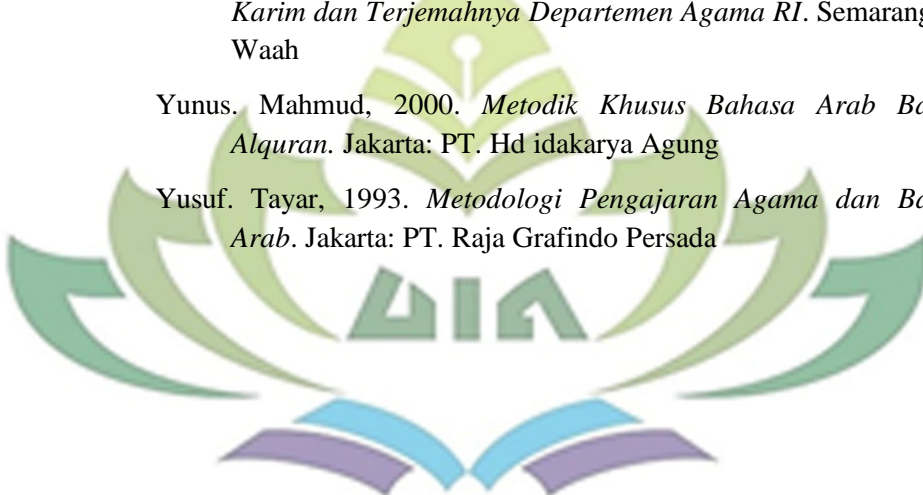 Karim dan Terjemahnya Departemen Agama RI. Semarang
Waah
Yunus. Mahmud, 2000. Metodik Khusus Bahasa Arab Ba
Alquran. Jakarta: PT. Hd idakarya Agung
Yusuf. Tayar, 1993. Metodologi Pengajaran Agama dan Ba
Arab. Jakarta: PT. Raja Grafindo Persada
UIN